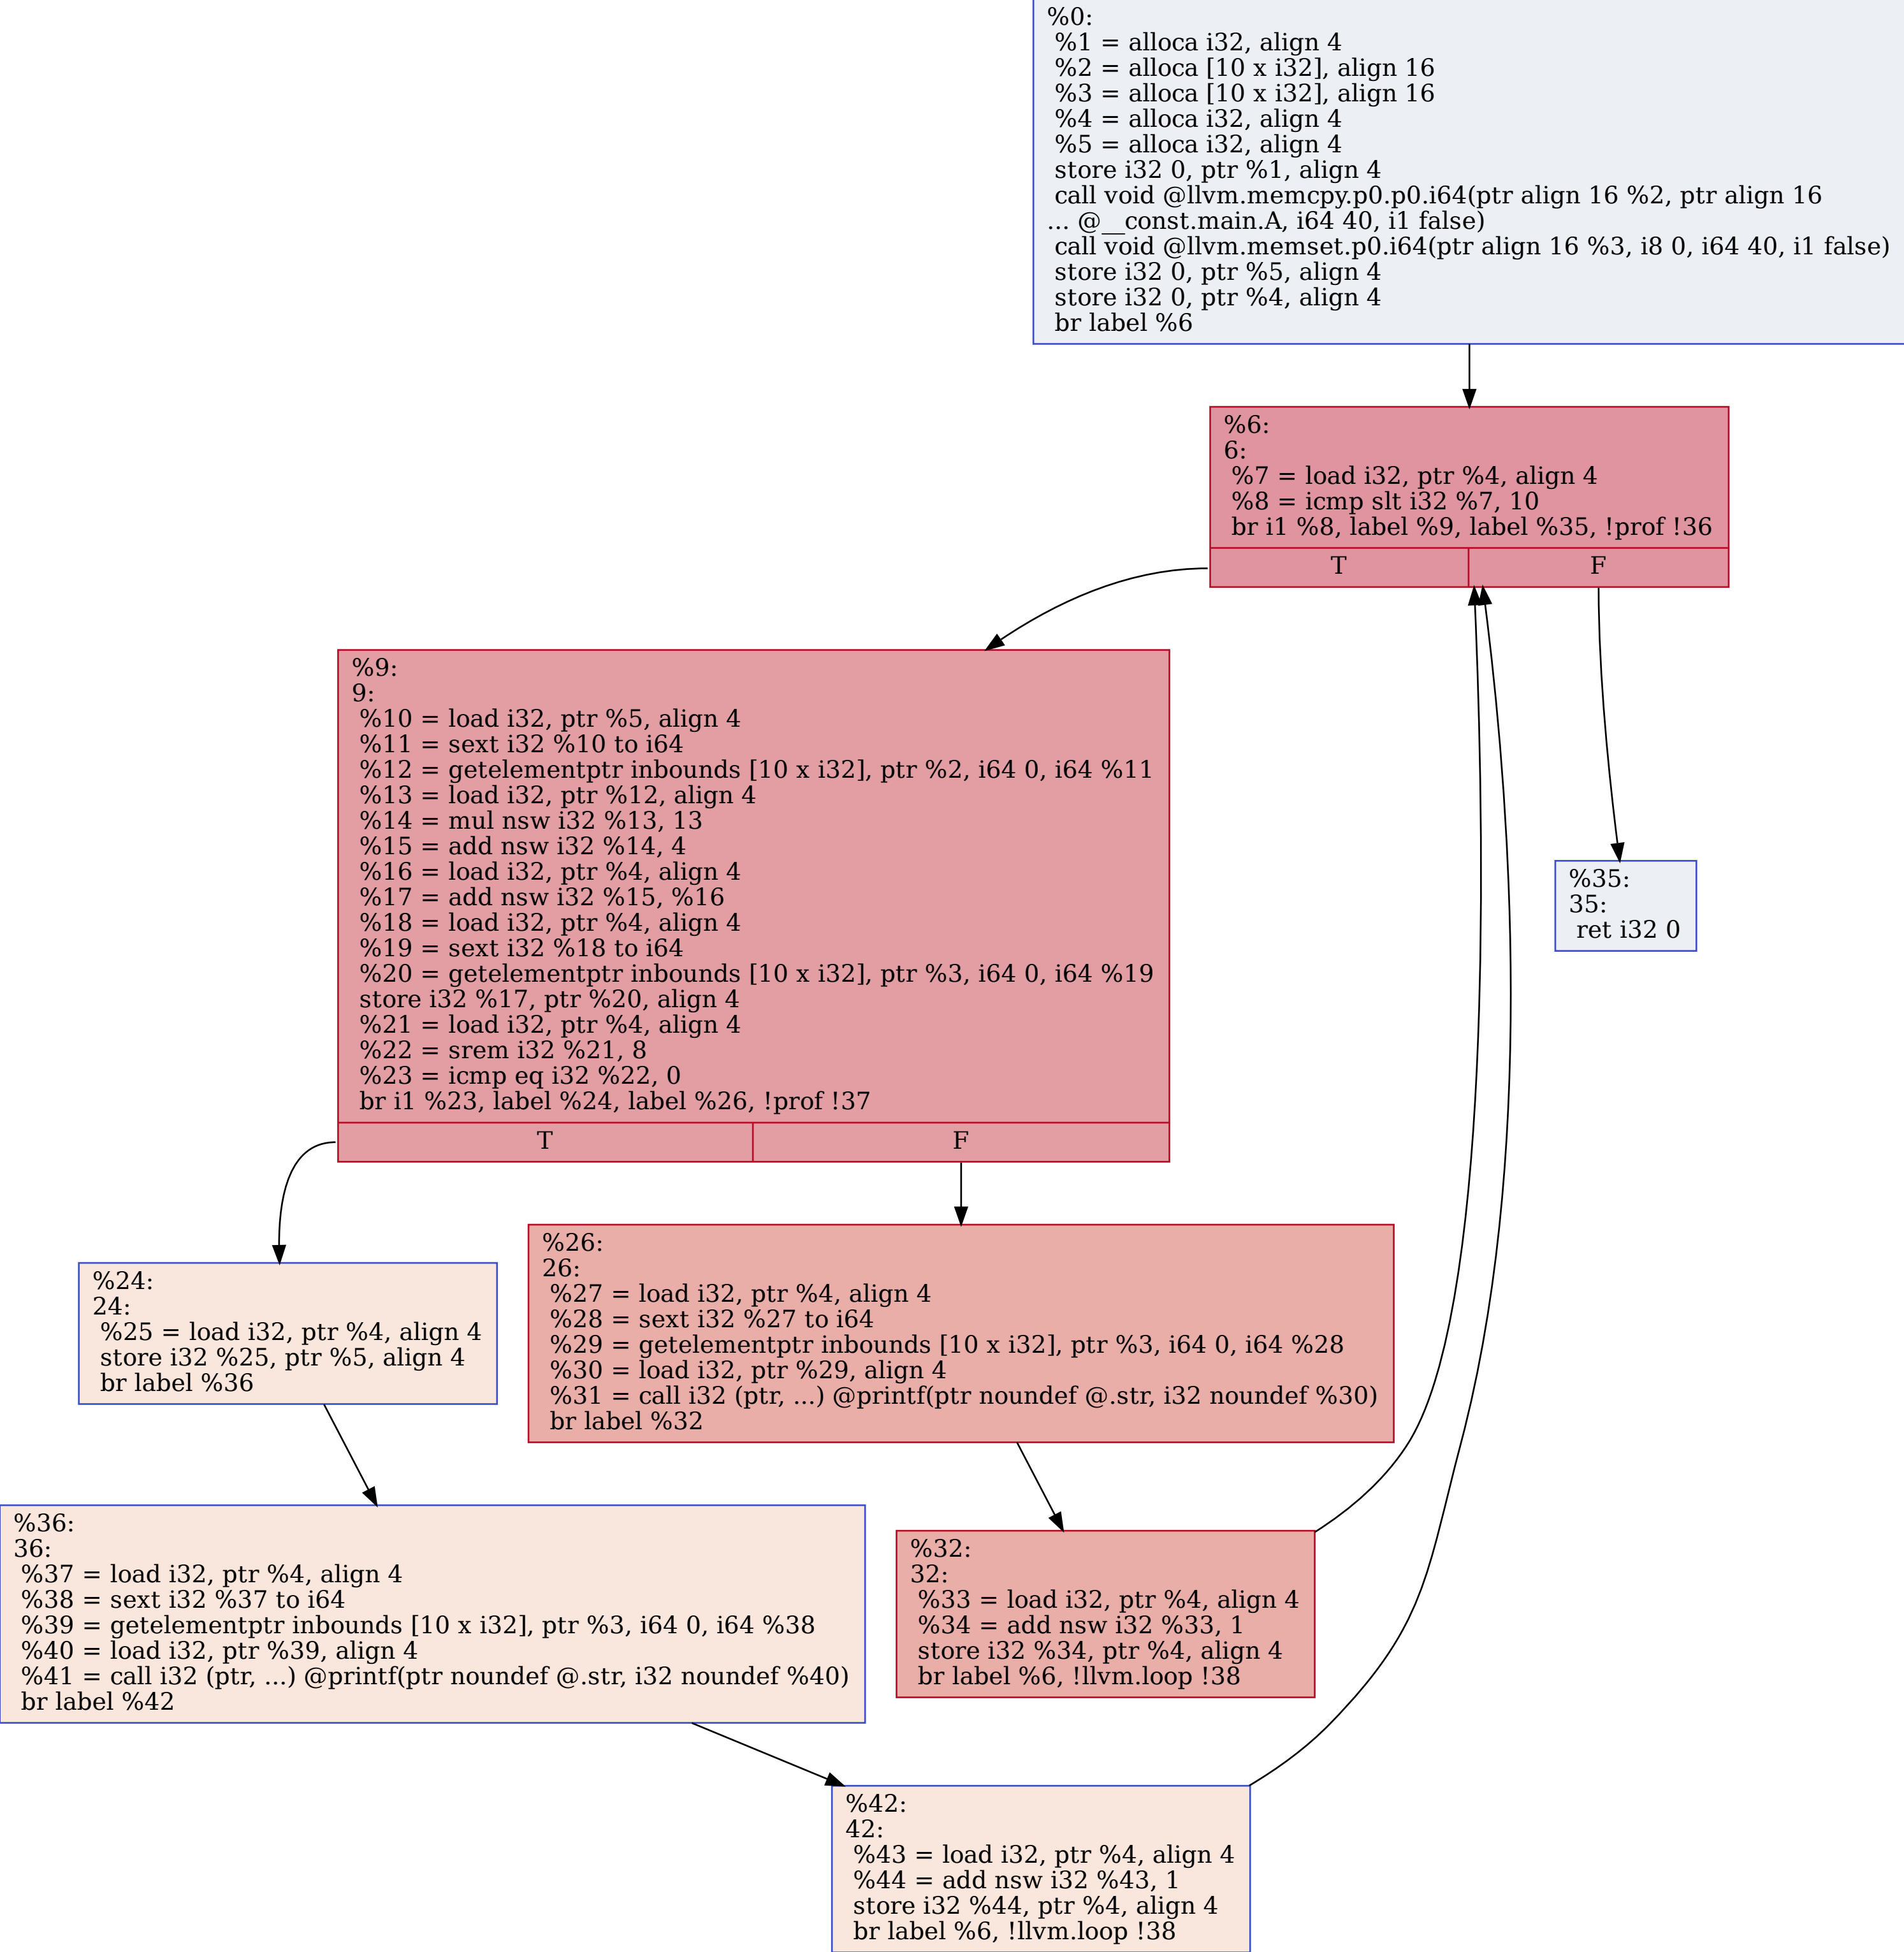 %0:
%1 = alloca i32, align 4
%2 = alloca [10 x i32], align 16
%3 = alloca [10 x i32], align 16
%4 = alloca i32, align 4
%5 = alloca i32, align 4
store i32 0, ptr %1, align 4
call void @llvm.memcpy.p0.p0.i64(ptr align 16 %2, ptr align 16
... @__const.main.A, i64 40, i1 false)
call void @llvm.memset.p0.i64(ptr align 16 %3, i8 0, i64 40, i1 false)
store i32 0, ptr %5, align 4
store i32 0, ptr %4, align 4
br label %6
%6:
6:
%7 = load i32, ptr %4, align 4
%8 = icmp slt i32 %7, 10
br i1 %8, label %9, label %35, !prof !36
T F
%9:
9:
%10 = load i32, ptr %5, align 4
%11 = sext i32 %10 to i64
%12 = getelementptr inbounds [10 x i32], ptr %2, i64 0, i64 %11
%13 = load i32, ptr %12, align 4
%14 = mul nsw i32 %13, 13
%15 = add nsw i32 %14, 4
%16 = load i32, ptr %4, align 4
%17 = add nsw i32 %15, %16
%18 = load i32, ptr %4, align 4
%19 = sext i32 %18 to i64
%20 = getelementptr inbounds [10 x i32], ptr %3, i64 0, i64 %19
store i32 %17, ptr %20, align 4
%21 = load i32, ptr %4, align 4
%22 = srem i32 %21, 8
%23 = icmp eq i32 %22, 0
br i1 %23, label %24, label %26, !prof !37
T F
%35:
35:
ret i32 0
%24:
24:
%25 = load i32, ptr %4, align 4
store i32 %25, ptr %5, align 4
br label %36
%26:
26:
%27 = load i32, ptr %4, align 4
%28 = sext i32 %27 to i64
%29 = getelementptr inbounds [10 x i32], ptr %3, i64 0, i64 %28
%30 = load i32, ptr %29, align 4
%31 = call i32 (ptr, ...) @printf(ptr noundef @.str, i32 noundef %30)
br label %32
%36:
36:
%37 = load i32, ptr %4, align 4
%38 = sext i32 %37 to i64
%39 = getelementptr inbounds [10 x i32], ptr %3, i64 0, i64 %38
%40 = load i32, ptr %39, align 4
%41 = call i32 (ptr, ...) @printf(ptr noundef @.str, i32 noundef %40)
br label %42
%32:
32:
%33 = load i32, ptr %4, align 4
%34 = add nsw i32 %33, 1
store i32 %34, ptr %4, align 4
br label %6, !llvm.loop !38
%42:
42:
%43 = load i32, ptr %4, align 4
%44 = add nsw i32 %43, 1
store i32 %44, ptr %4, align 4
br label %6, !llvm.loop !38